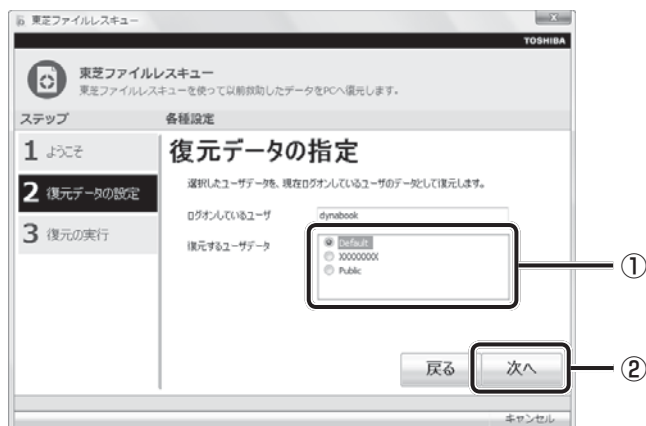 東芝ファイルレスキュー
TOSHIBA
東芝ファイルレスキュー
東芝ファイルレスキューを使って以前救助したデータをPCへ復元します。
ステップ 各種設定
1 ようこそ
2 復元データの設定
3 復元の実行
復元データの指定
選択したユーザデータを、現在ログオンしているユーザのデータとして復元します。
ログオンしているユーザ dynabook
復元するユーザデータ
Default
XXXXXXXX
Public
①
戻る 次へ
②
キャンセル